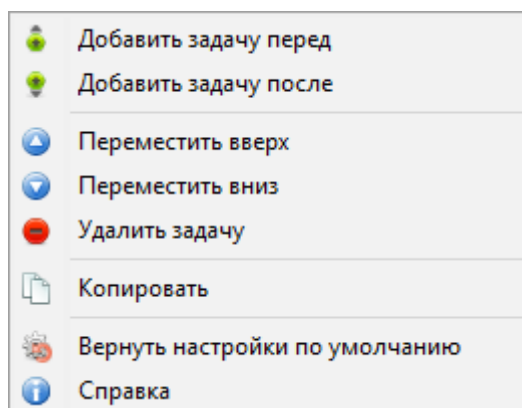 Добавить задачу перед
Добавить задачу после
Переместить вверх
Переместить вниз
Удалить задачу
Копировать
Вернуть настройки по умолчанию
Справка